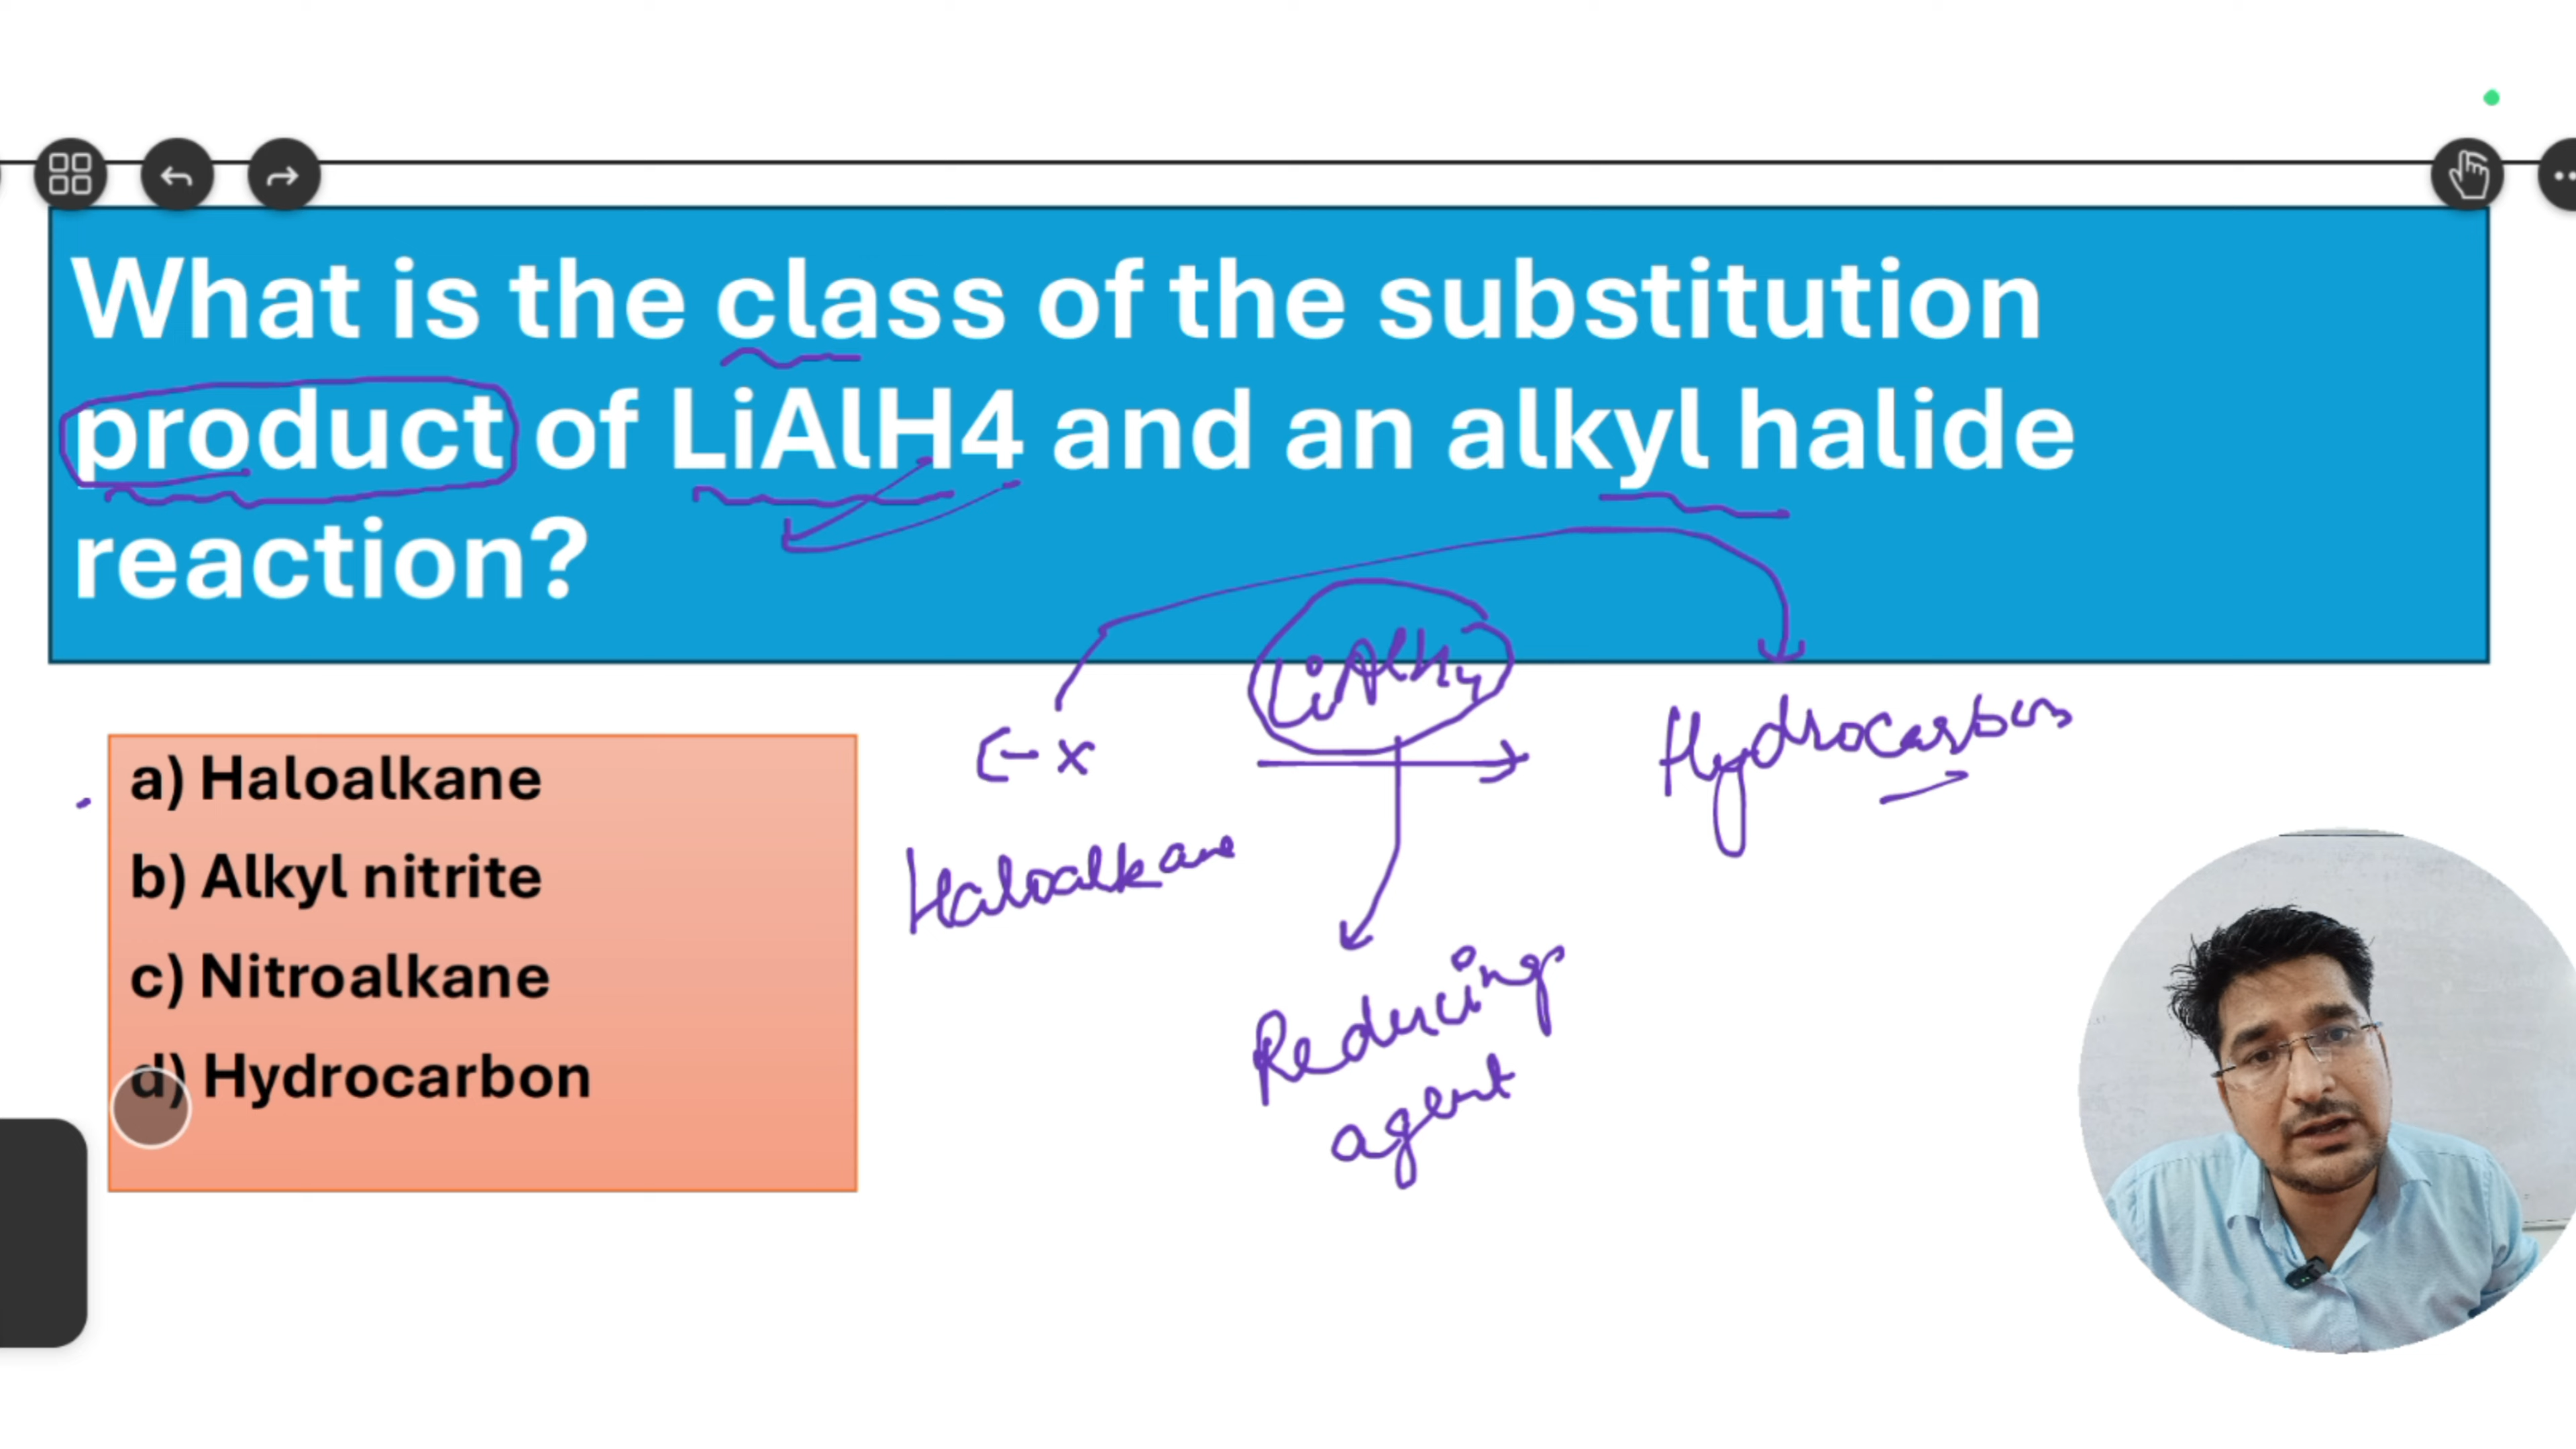 What is the class of the substitution
product of LiAlH4 and an alkyl halide
reaction?
LiAlH4
C-x
Hydrocarbon
a) Haloalkane
b) Alkyl nitrite
c) Nitroalkane
d) Hydrocarbon
Haloalkane
Reducing
agent